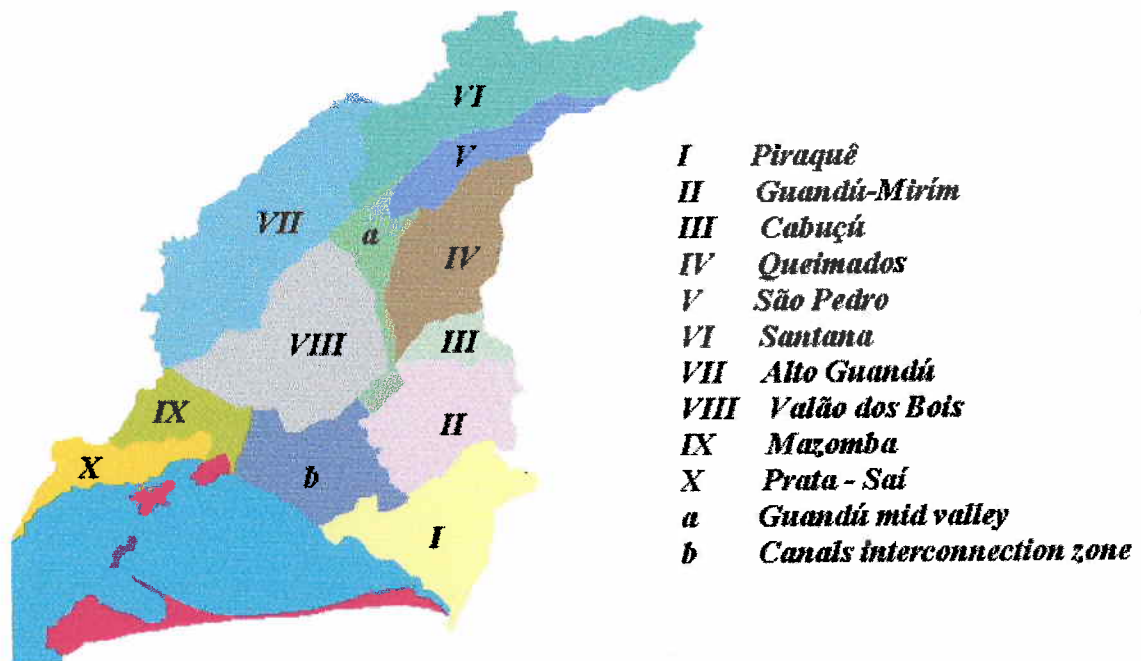 VI
V
VII
a
IV
VIII
III
IX
II
X
b
I
I Piraquê
II Guandú-Mirím
III Cabuçú
IV Queimados
V São Pedro
VI Santana
VII Alto Guandú
VIII Valão dos Bois
IX Mazomba
X Prata - Saí
a Guandú mid valley
b Canals interconnection zone